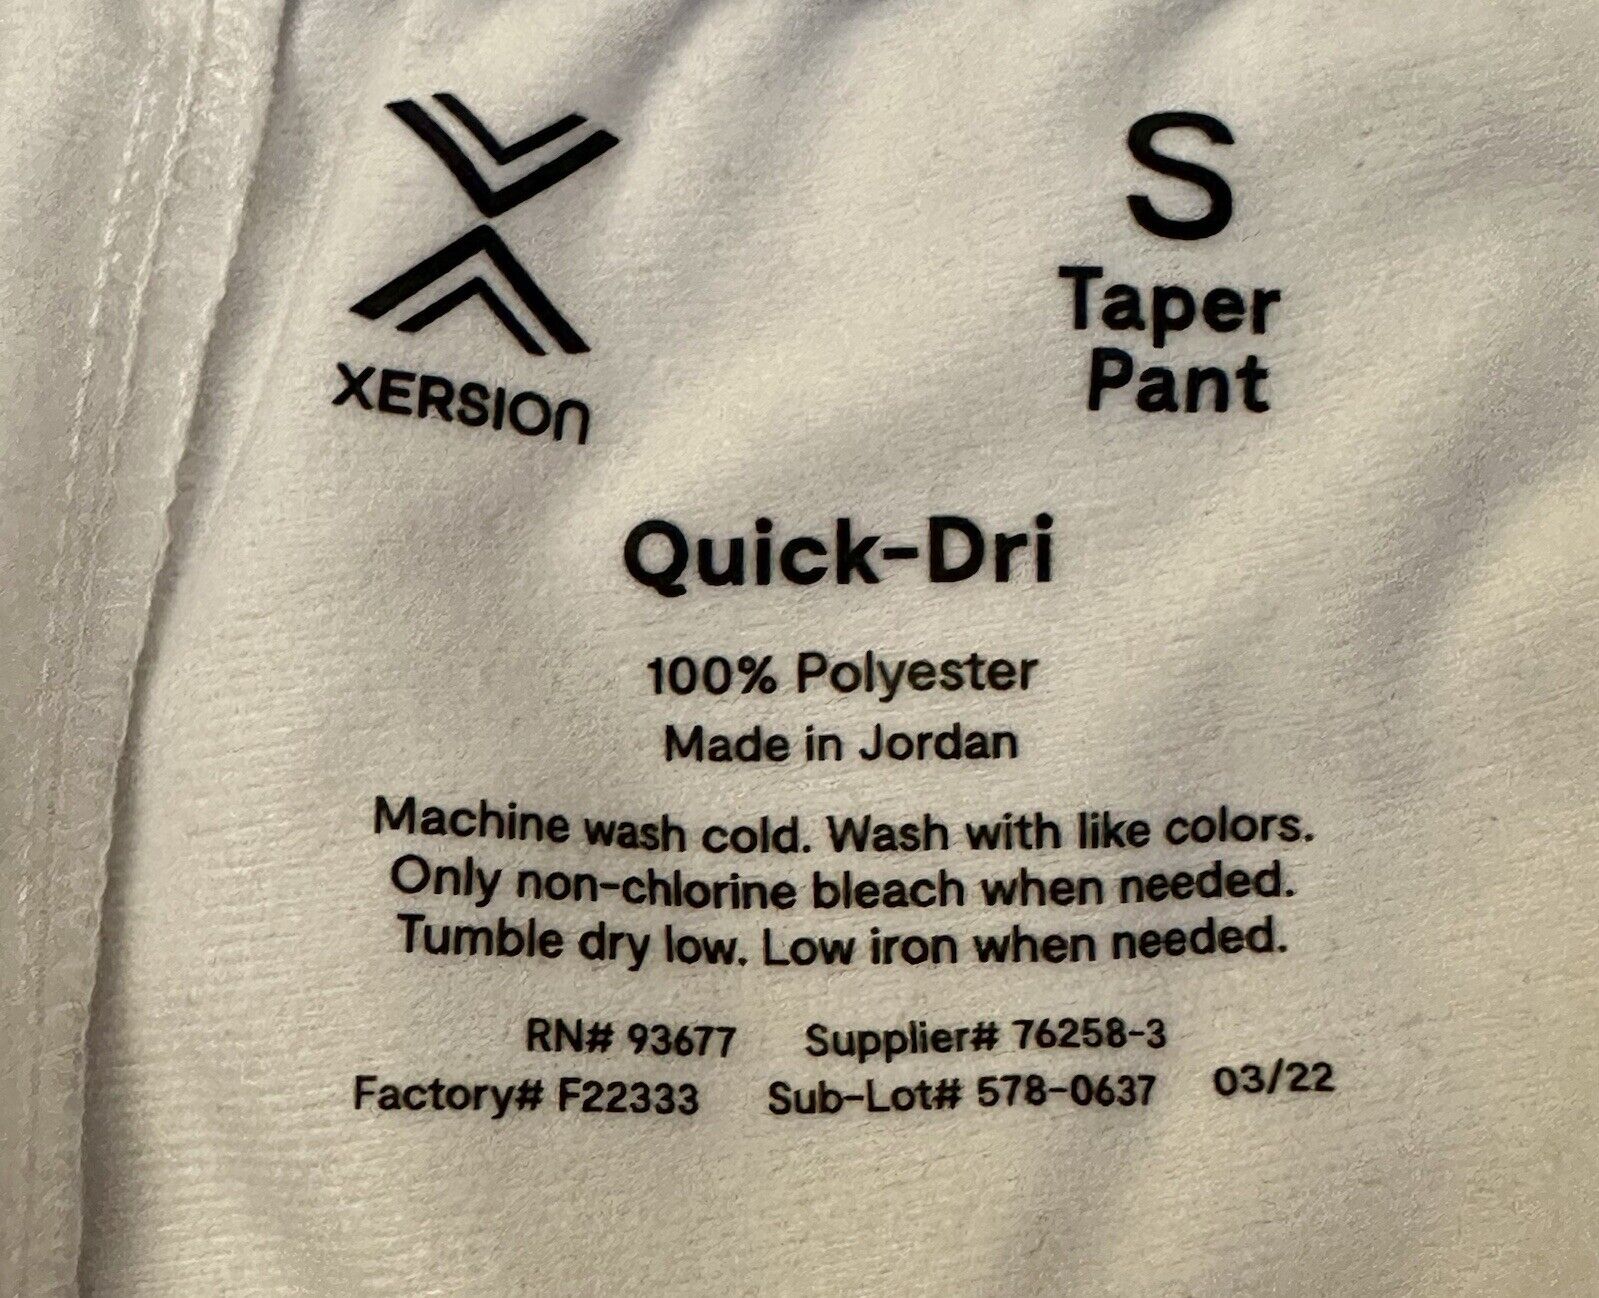 XERSION
S
Taper
Pant
Quick-Dri
100% Polyester
Made in Jordan
Machine wash cold. Wash with like colors.
Only non-chlorine bleach when needed.
Tumble dry low. Low iron when needed.
RN# 93677 Supplier# 76258-3
Factory# F22333 Sub-Lot# 578-0637 03/22